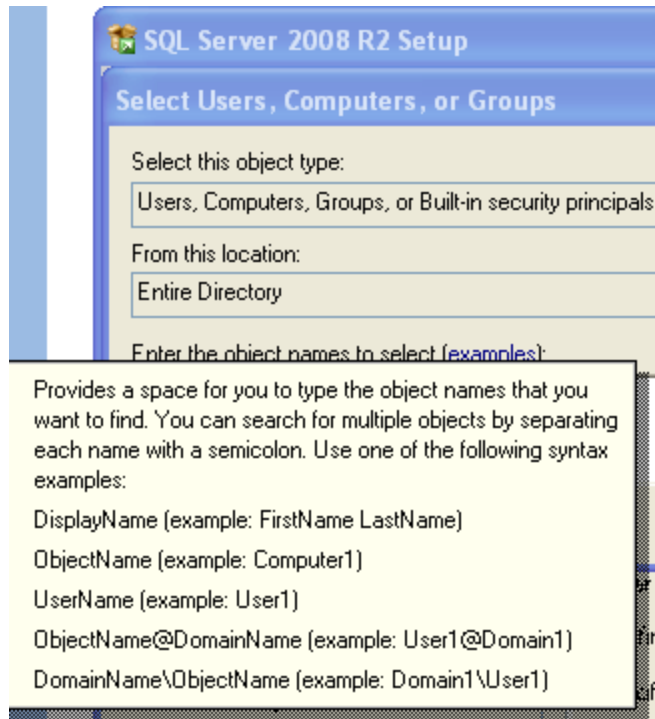 SQL Server 2008 R2 Setup
Select Users, Computers, or Groups
Select this object type:
Users, Computers, Groups, or Built-in security principals
From this location:
Entire Directory
Enter the object names to select (examples):
Provides a space for you to type the object names that you
want to find. You can search for multiple objects by separating
each name with a semicolon. Use one of the following syntax
examples:
DisplayName (example: FirstName LastName)
ObjectName (example: Computer1)
UserName (example: User1)
ObjectName@DomainName (example: User1@Domain1)
DomainName\ObjectName (example: Domain1\User1)